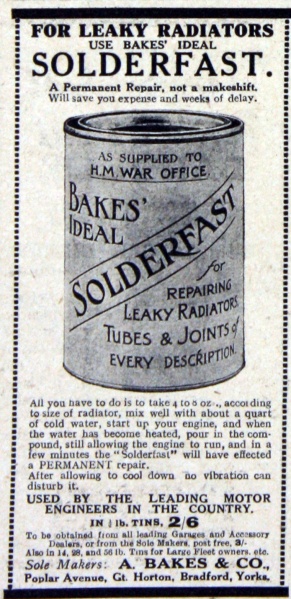 FOR LEAKY RADIATORS
USE BAKES' IDEAL
SOLDERFAST.
A Permanent Repair, not a makeshift.
Will save you expense and weeks of delay.
AS SUPPLIED TO
H.M. WAR OFFICE.
BAKES'
IDEAL
SOLDERFAST
for
REPAIRING
LEAKY RADIATORS
TUBES & JOINTS of
EVERY DESCRIPTION.
All you have to do is to take 4 to 8 ozs., according
to size of radiator, mix well with about a quart
of cold water, start up your engine, and when
the water has become heated, pour in the com-
pound, still allowing the engine to run, and in a
few minutes the "Solderfast" will have effected
a PERMANENT repair.
After allowing to cool down no vibration can
disturb it.
USED BY THE LEADING MOTOR
ENGINEERS IN THE COUNTRY.
IN ½ lb. TINS, 2/6
To be obtained from all leading Garages and Accessory
Dealers, or from the Sole Makers, post free, 3/-
Also in 14, 28, and 56 lb. Tins for Large Fleet owners, etc.
Sole Makers: A. BAKES & CO.,
Poplar Avenue, Gt. Horton, Bradford, Yorks.